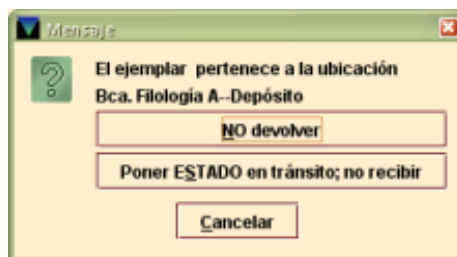 Mensaje
El ejemplar pertenece a la ubicación
Bca. Filología A--Depósito
NO devolver
Poner ESTADO en tránsito; no recibir
Cancelar